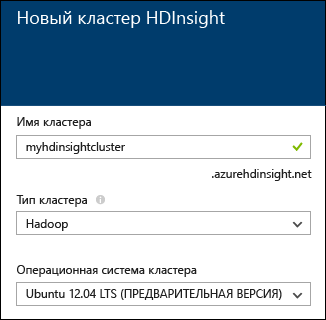 Новый кластер HDInsight
Имя кластера
myhdinsightcluster
.azurehdinsight.net
Тип кластера
Hadoop
Операционная система кластера
Ubuntu 12.04 LTS (ПРЕДВАРИТЕЛЬНАЯ ВЕРСИЯ)